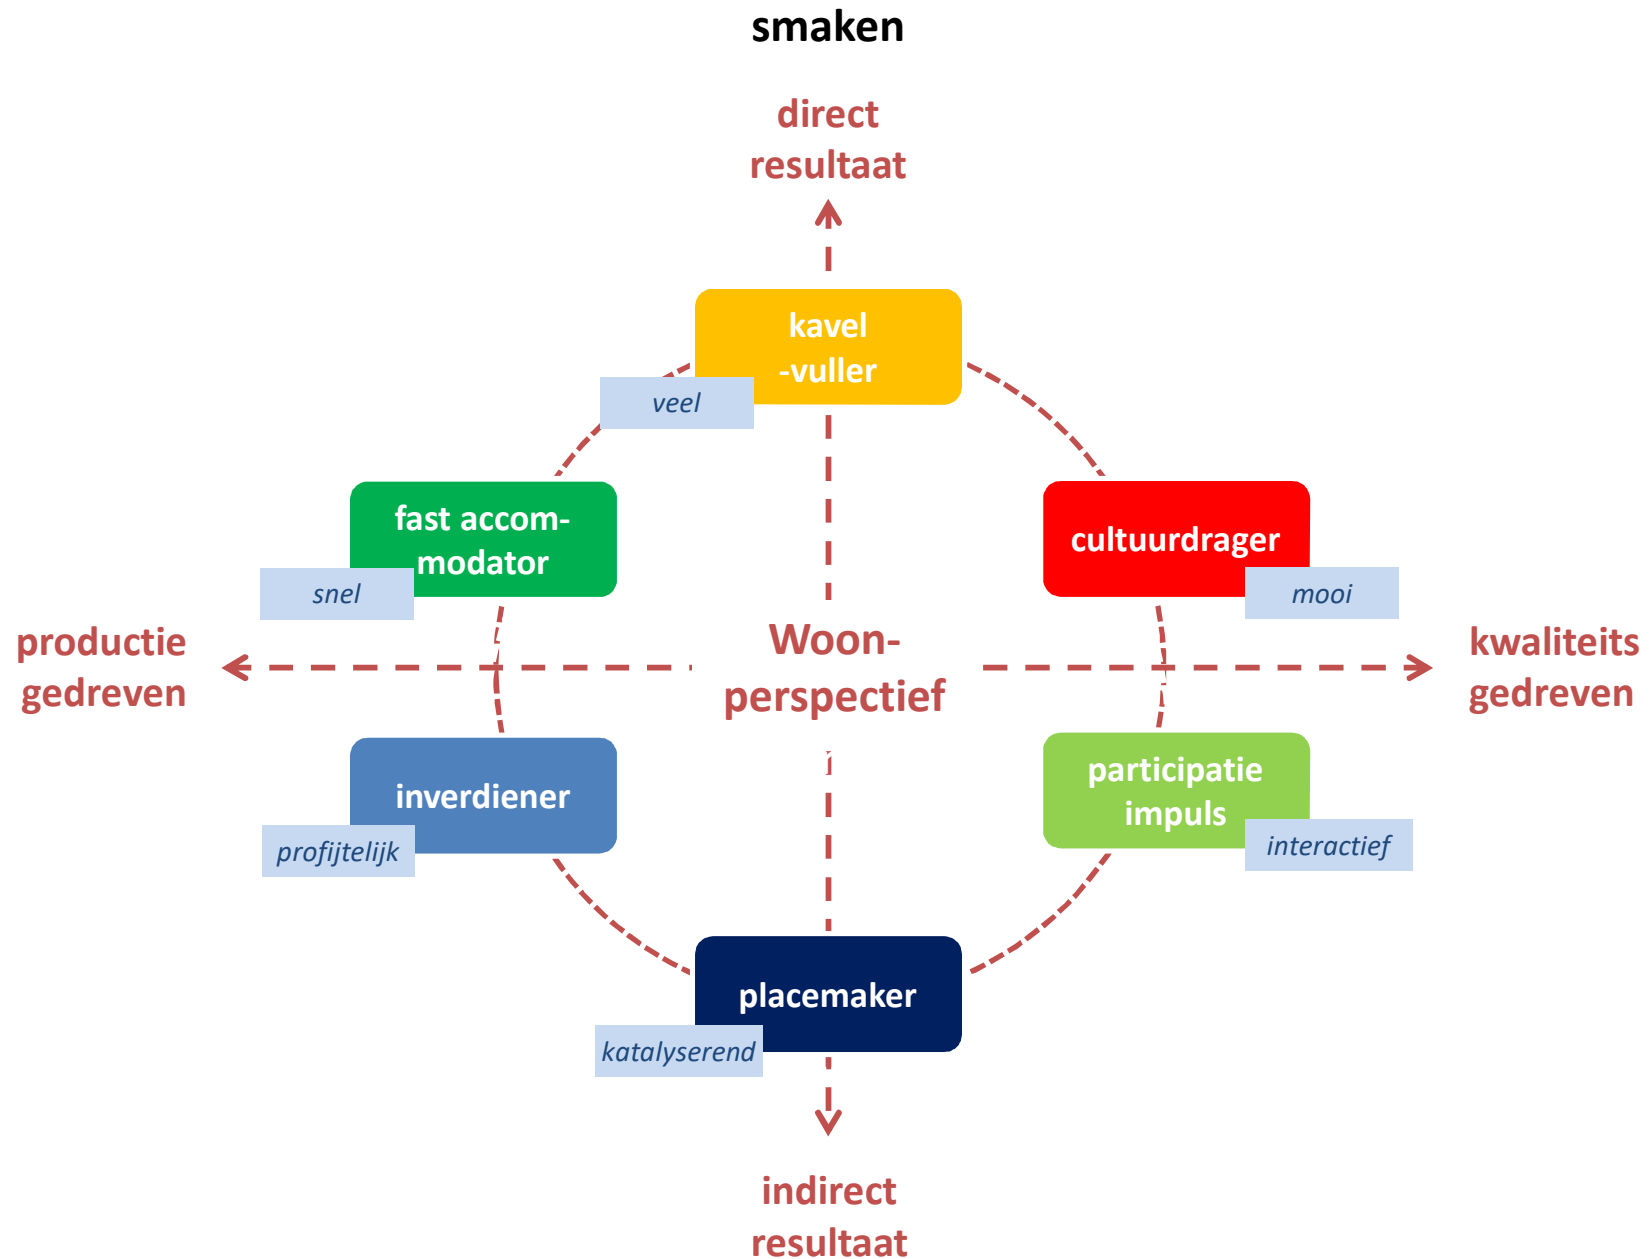 smaken
direct
resultaat
kavel
-vuller
veel
fast accom-
modator
snel
cultuurdrager
mooi
productie
gedreven
Woon-
perspectief
kwaliteits
gedreven
inverdiener
profijtelijk
participatie
impuls
interactief
placemaker
katalyserend
indirect
resultaat